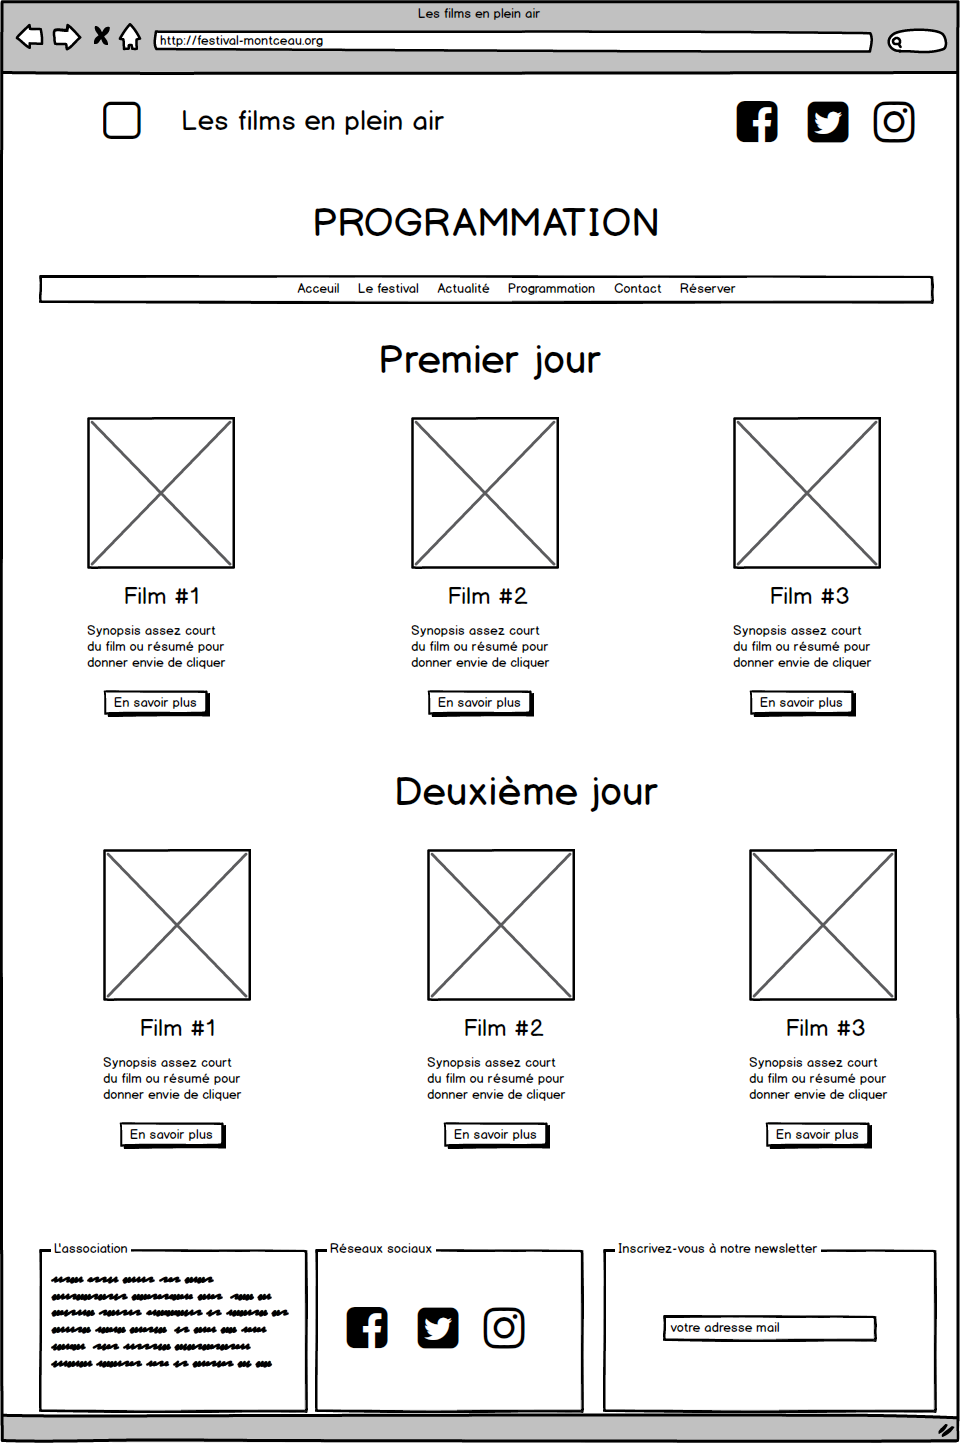 Les films en plein air
http://festival-montceau.org
Les films en plein air
PROGRAMMATION
Acceuil Le festival Actualité Programmation Contact Réserver
Premier jour
Film #1 Film #2 Film #3
Synopsis assez court Synopsis assez court Synopsis assez court
du film ou résumé pour du film ou résumé pour du film ou résumé pour
donner envie de cliquer donner envie de cliquer donner envie de cliquer
En savoir plus En savoir plus En savoir plus
Deuxième jour
Film #1 Film #2 Film #3
Synopsis assez court Synopsis assez court Synopsis assez court
du film ou résumé pour du film ou résumé pour du film ou résumé pour
donner envie de cliquer donner envie de cliquer donner envie de cliquer
En savoir plus En savoir plus En savoir plus
L'association Réseaux sociaux Inscrivez-vous à notre newsletter
votre adresse mail